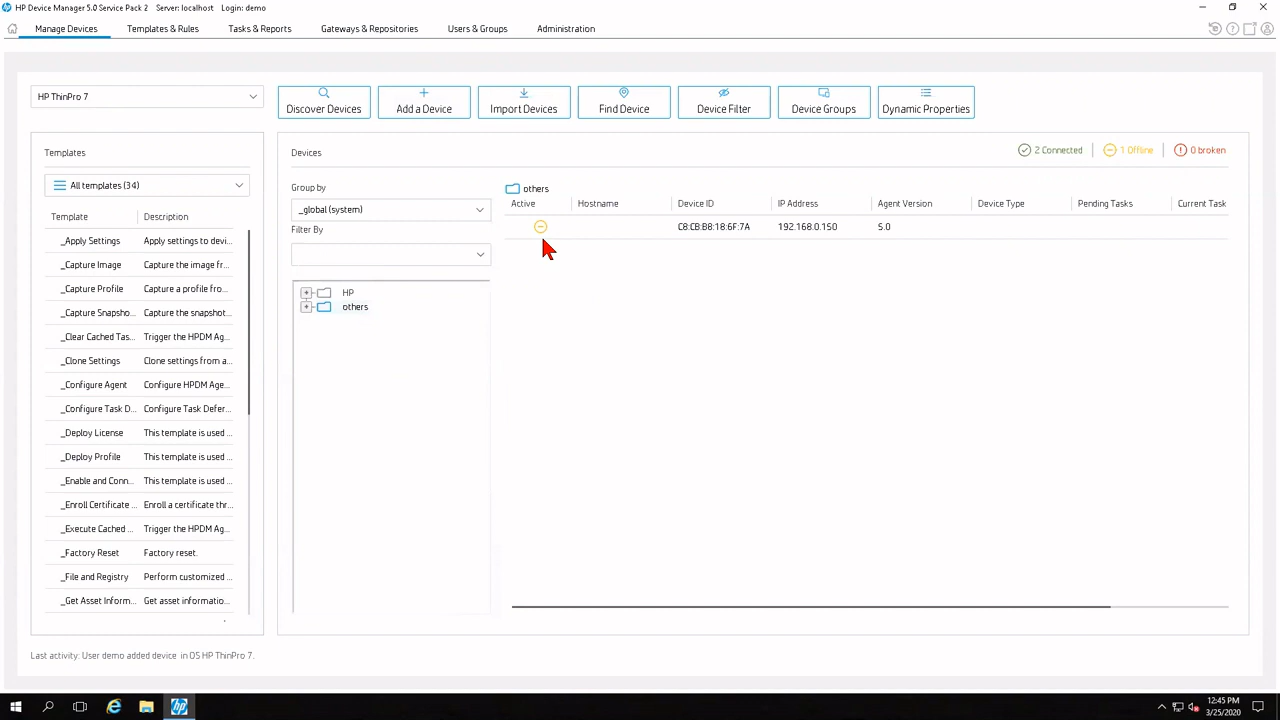 HP Device Manager 5.0 Service Pack 2 Server: localhost Login: demo
Manage Devices Templates & Rules Tasks & Reports Gateways & Repositories Users & Groups Administration
HP ThinPro 7
Discover Devices Add a Device Import Devices Find Device Device Filter Device Groups Dynamic Properties
Templates
All templates (34)
Template Description
_Apply Settings Apply settings to devi...
_Capture Image Capture the image fr...
_Capture Profile Capture a profile fro...
_Capture Snapsho... Capture the snapshot...
_Clear Cached Tas... Trigger the HPDM Ag...
_Clone Settings Clone settings from a...
_Configure Agent Configure HPDM Age...
_Configure Task D... Configure Task Defer...
_Deploy License This template is used ...
_Deploy Profile This template is used ...
_Enable and Conn... This template is used ...
_Enroll Certificate ... Enroll a certificate thr...
_Execute Cached ... Trigger the HPDM Ag...
_Factory Reset Factory reset.
_File and Registry Perform customized ...
_Get Asset Inform... Get asset informatio...
Devices
2 Connected 1 Offline 0 broken
Group by
_global (system)
Filter By
HP
others
others
Active Hostname Device ID IP Address Agent Version Device Type Pending Tasks Current Task
C8:CB:B8:18:6F:7A 192.168.0.150 5.0
Last activity: User demo added device in OS HP ThinPro 7.
12:45 PM
3/25/2020